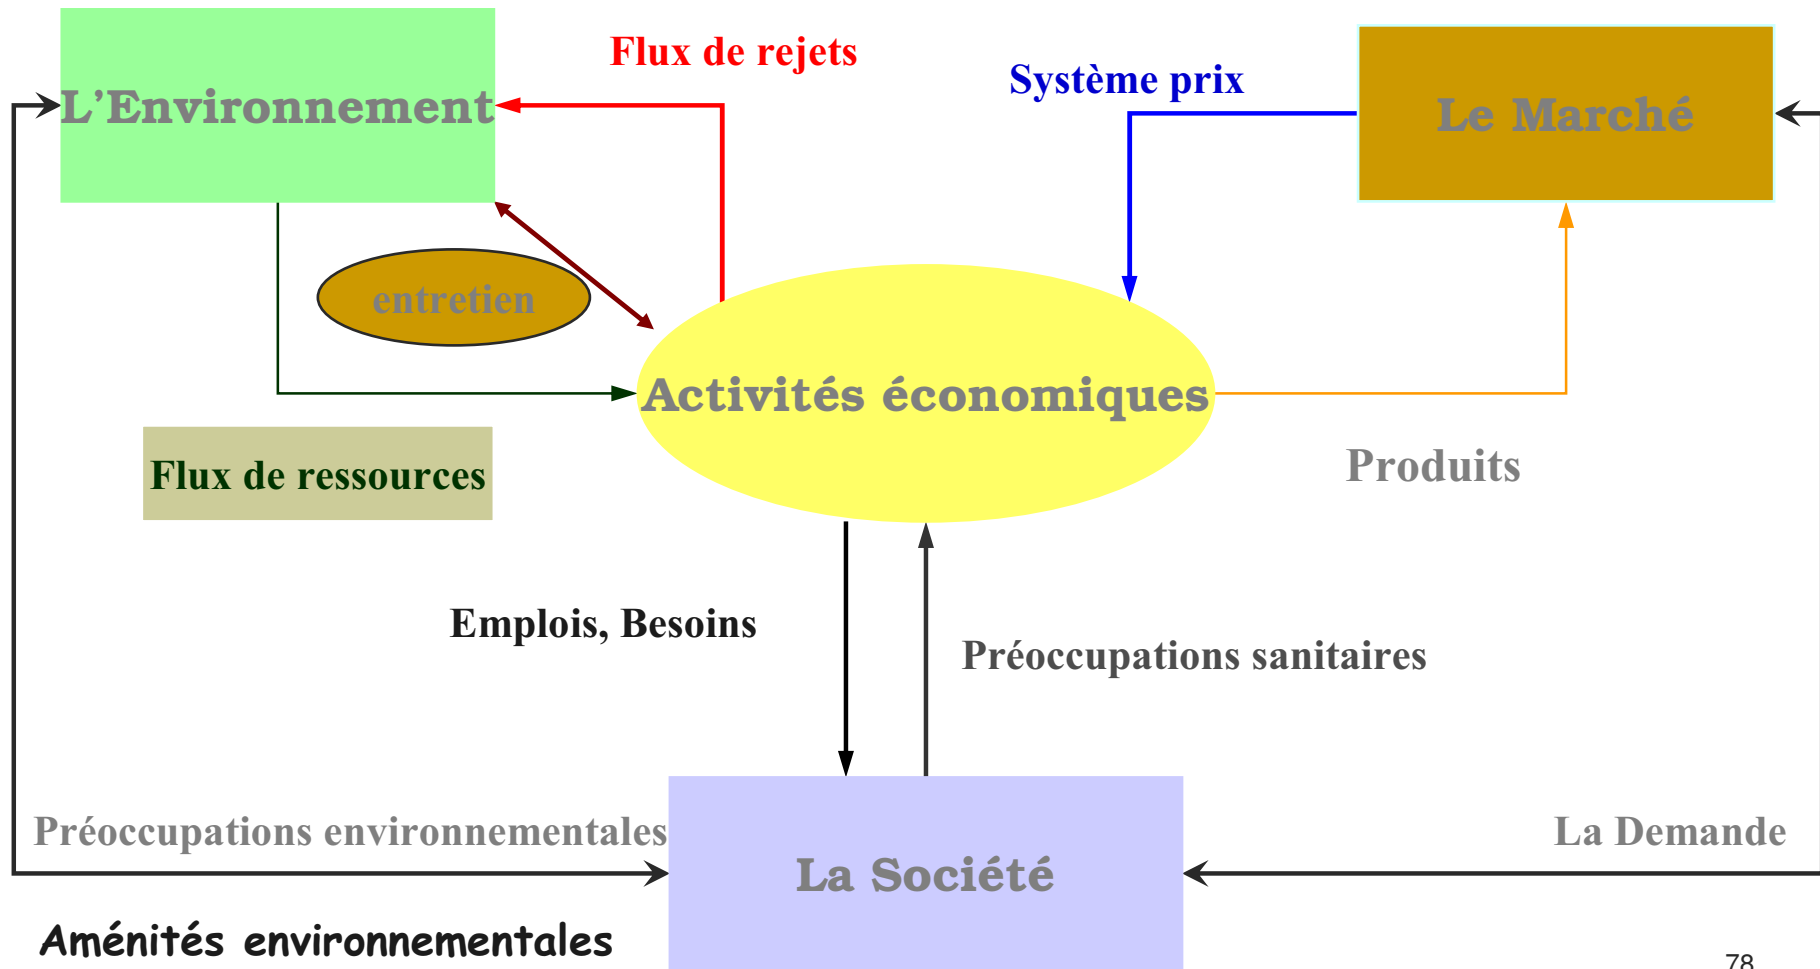 Flux de rejets
Système prix
L'Environnement
Le Marché
entretien
Activités économiques
Flux de ressources
Produits
Emplois, Besoins
Préoccupations sanitaires
Préoccupations environnementales
La Demande
La Société
Aménités environnementales
78